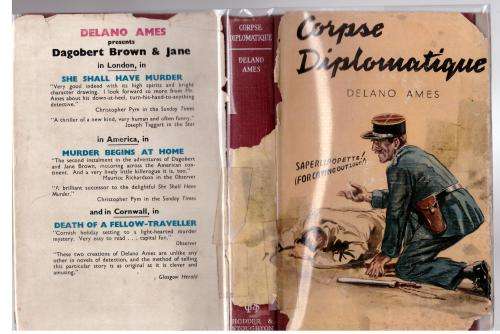 DELANO AMES
presents
Dagobert Brown & Jane
in London, in
SHE SHALL HAVE MURDER
"Very good indeed with its high spirits and bright
character drawing. I look forward to more from Mr.
Ames about his down-at-heel, turn-his-hand-to-anything
detective."
Christopher Pym in the Sunday Times
"A thriller of a new kind, very human and often funny."
Joseph Taggart in the Star
in America, in
MURDER BEGINS AT HOME
"The second instalment in the adventures of Dagobert
and Jane Brown, motoring across the American con-
tinent. And a very lively little killerogue it is, too."
Maurice Richardson in the Observer
"A brilliant successor to the delightful She Shall Have
Murder."
Christopher Pym in the Sunday Times
and in Cornwall, in
DEATH OF A FELLOW-TRAVELLER
"Cornish holiday setting to a light-hearted murder
mystery. Very easy to read . . . capital fun."
Observer
"These two creations of Delano Ames are unlike any
other in novels of detection, and the method of telling
this particular story is as original as it is clever and
amusing."
Glasgow Herald
CORPSE
DIPLOMATIQUE
DELANO
AMES
HODDER &
STOUGHTON
Corpse
Diplomatique
DELANO AMES
SAPERLIPOPETTE!
(FOR CRYING OUT LOUD!)